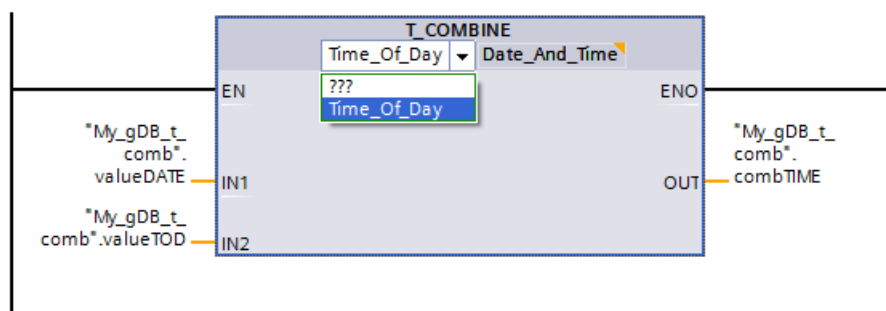 T_COMBINE
Time_Of_Day Date_And_Time
???
Time_Of_Day
EN
ENO
"My_gDB_t_
comb".
valueDATE
IN1
"My_gDB_t_
comb".valueTOD
IN2
OUT
"My_gDB_t_
comb".
combTIME